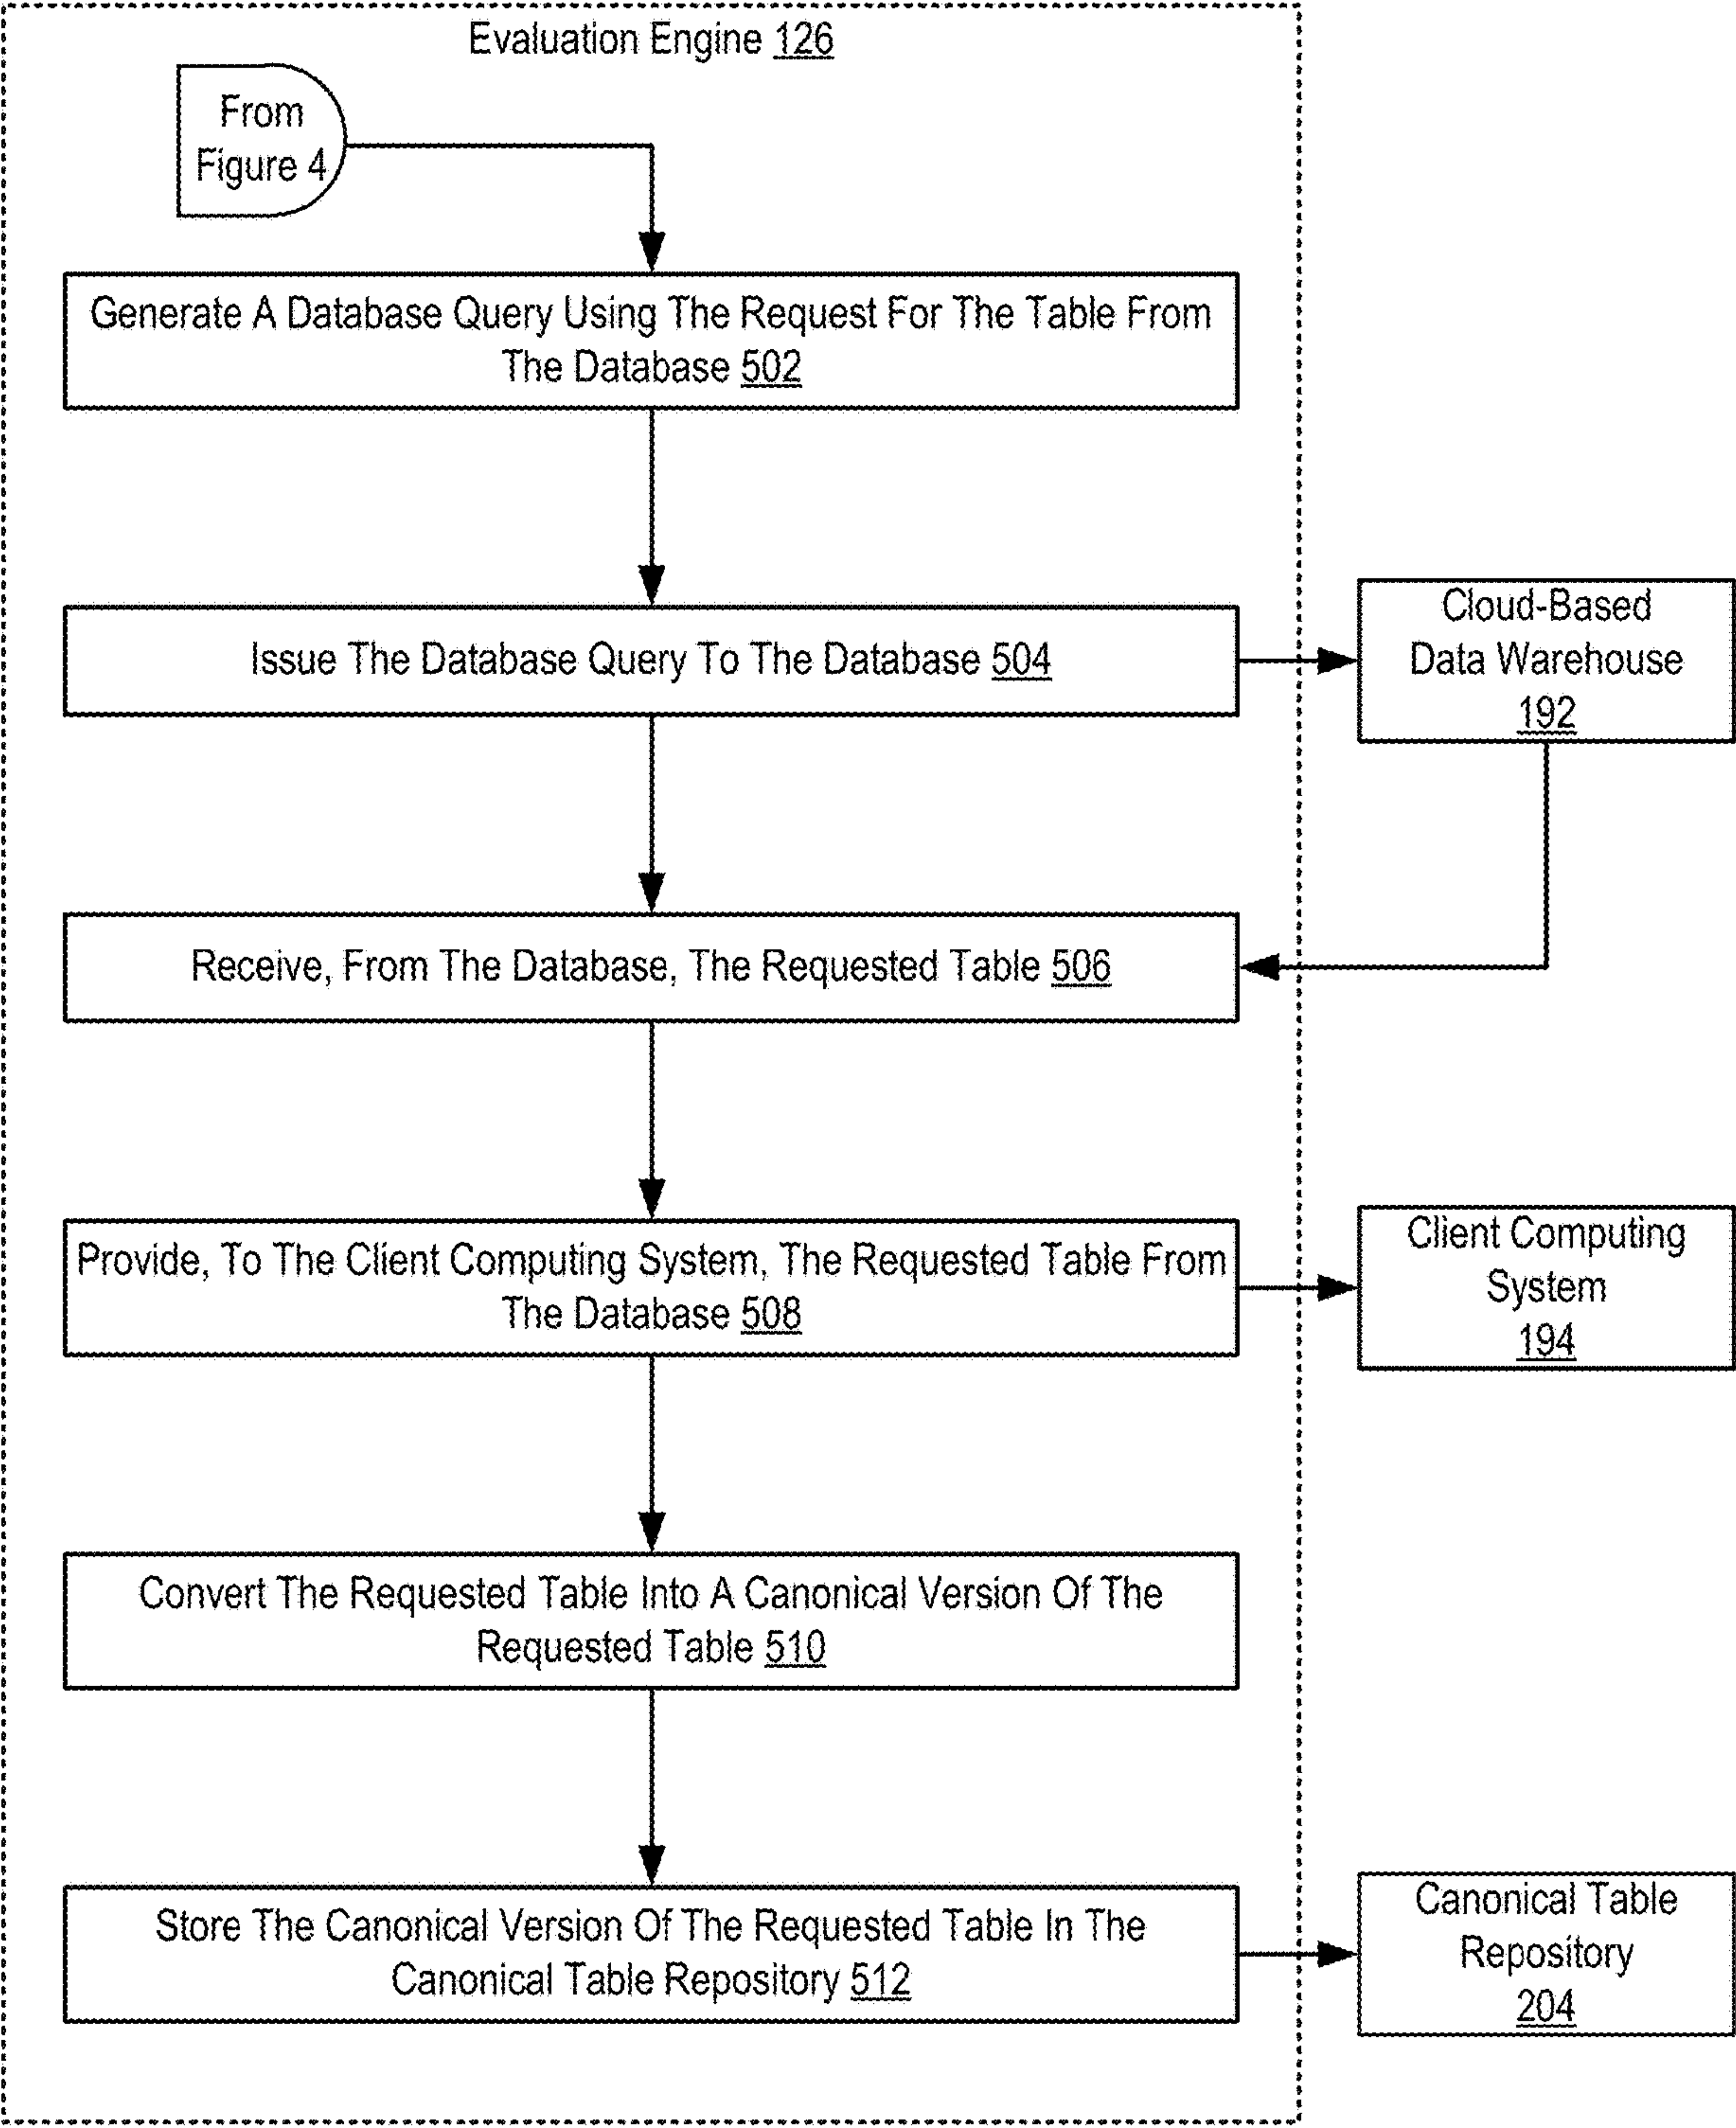 Evaluation Engine 126
From
Figure 4
Generate A Database Query Using The Request For The Table From
The Database 502
Issue The Database Query To The Database 504
Cloud-Based
Data Warehouse
192
Receive, From The Database, The Requested Table 506
Provide, To The Client Computing System, The Requested Table From
The Database 508
Client Computing
System
194
Convert The Requested Table Into A Canonical Version Of The
Requested Table 510
Store The Canonical Version Of The Requested Table In The
Canonical Table Repository 512
Canonical Table
Repository
204